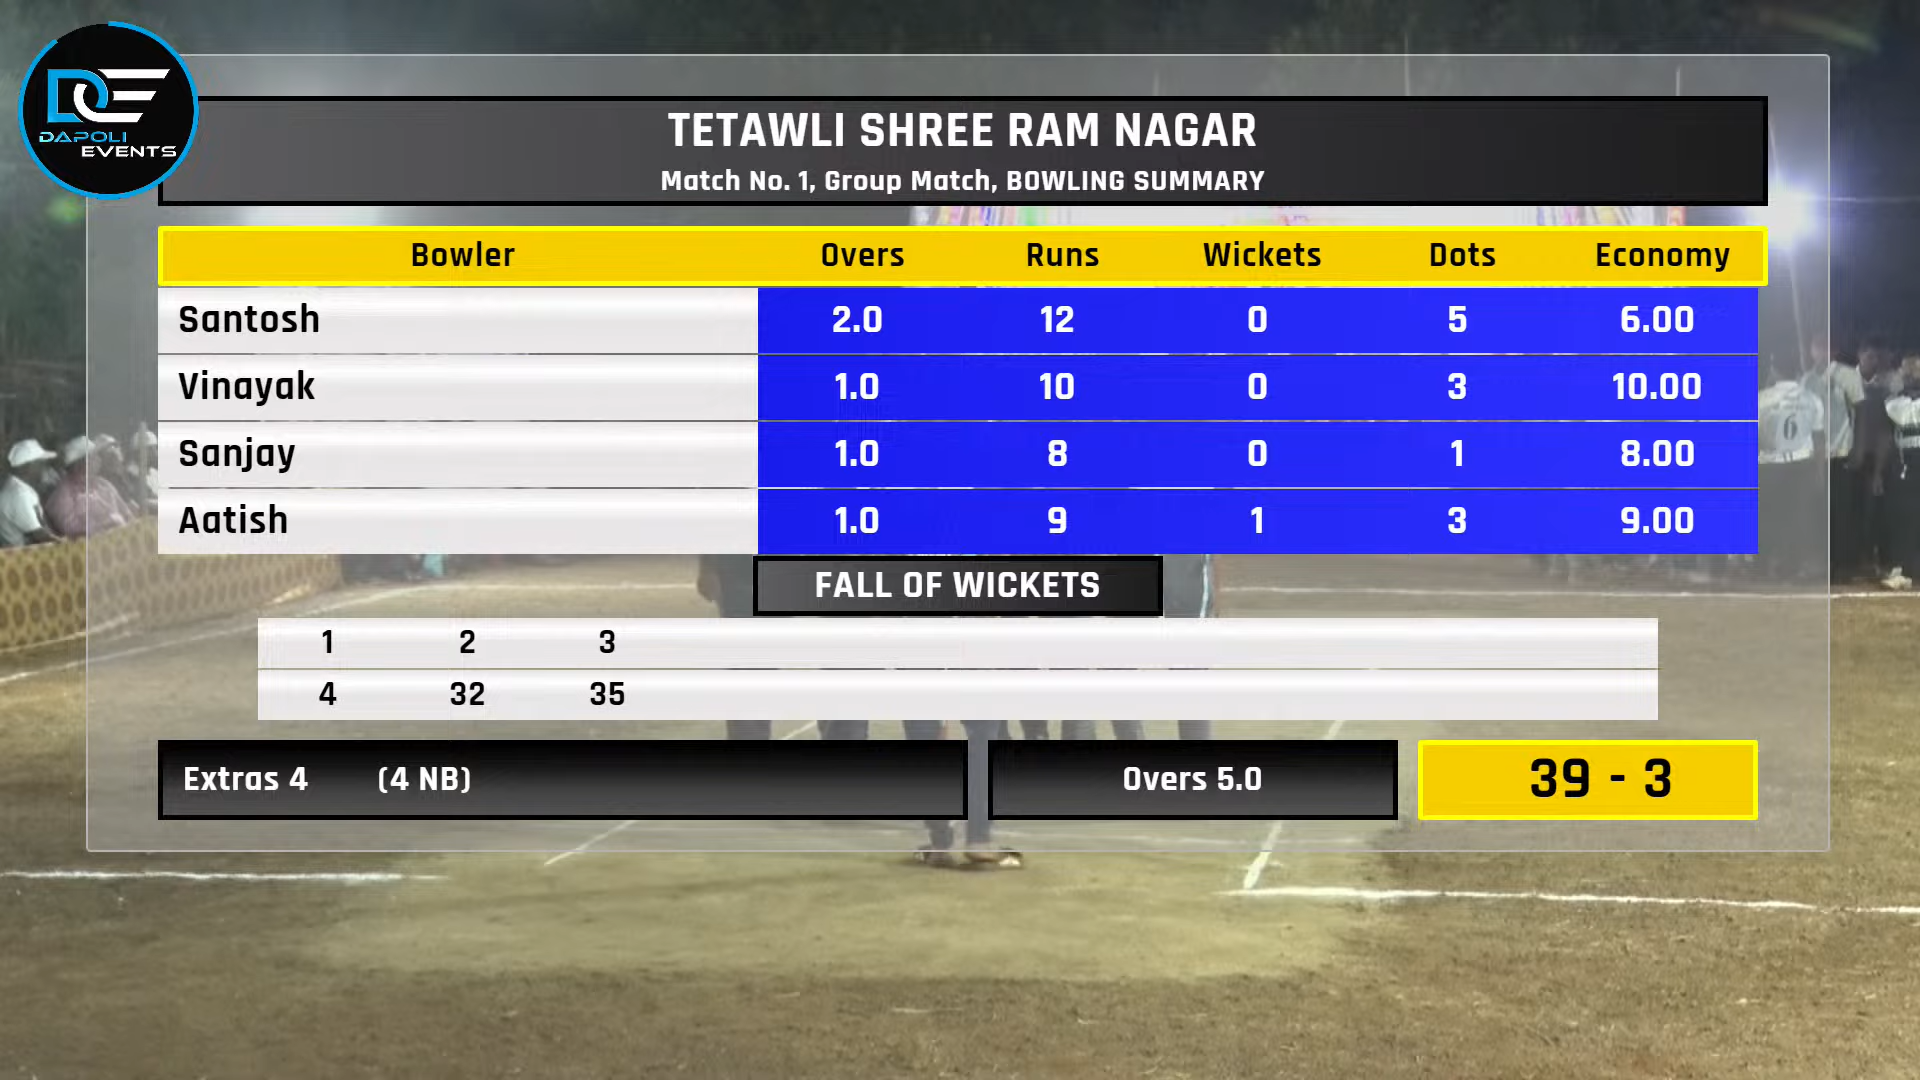 DE
DAPOLI
EVENTS
TETAWLI SHREE RAM NAGAR
Match No. 1, Group Match, BOWLING SUMMARY
Bowler Overs Runs Wickets Dots Economy
Santosh 2.0 12 0 5 6.00
Vinayak 1.0 10 0 3 10.00
Sanjay 1.0 8 0 1 8.00
Aatish 1.0 9 1 3 9.00
FALL OF WICKETS
1 2 3
4 32 35
Extras 4 (4 NB) Overs 5.0 39 - 3
6